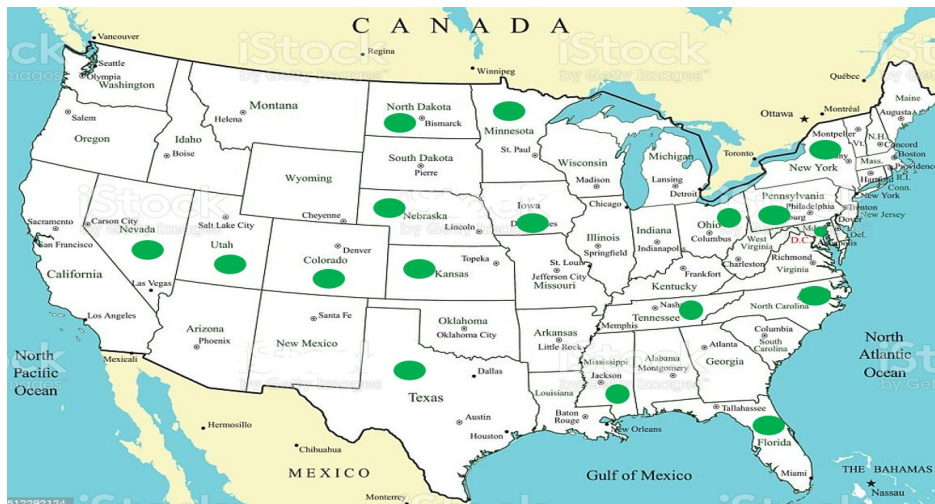 CANADA
Vancouver
Regina
Winnipeg
Québec
Seattle
Olympia
Washington
Montana
Helena
North Dakota
Bismarck
Minnesota
St. Paul
Ottawa
Montréal
Maine
Augusta
Salem
Oregon
Idaho
Boise
South Dakota
Pierre
Wisconsin
Madison
Michigan
Lansing
Detroit
Toronto
Montpelier
Vt.
N.H.
Concord
Boston
Mass.
Providence
R.I.
Hartford
Conn.
New York
New York
Wyoming
Cheyenne
Nebraska
Lincoln
Iowa
Chicago
Pennsylvania
Philadelphia
Trenton
New Jersey
Dover
Del.
Md.
D.C.
Sacramento
Carson City
Nevada
San Francisco
Salt Lake City
Utah
Denver
Colorado
Topeka
Kansas
Illinois
Springfield
Indiana
Indianapolis
Ohio
Columbus
West
Virginia
Charleston
Richmond
Virginia
California
Las Vegas
St. Louis
Jefferson City
Missouri
Frankfort
Kentucky
Los Angeles
Arizona
Phoenix
Santa Fe
New Mexico
Oklahoma
Oklahoma City
Arkansas
Little Rock
Tennessee
Memphis
North Carolina
Columbia
South
Carolina
North
Pacific
Ocean
Mexicali
Texas
Dallas
Austin
Houston
Mississippi
Jackson
Alabama
Montgomery
Atlanta
Georgia
North
Atlantic
Ocean
Louisiana
Baton
Rouge
New Orleans
Tallahassee
Florida
Miami
Hermosillo
Chihuahua
MEXICO
Monterrey
Gulf of Mexico
THE BAHAMAS
Nassau
iStock
by Getty Images™